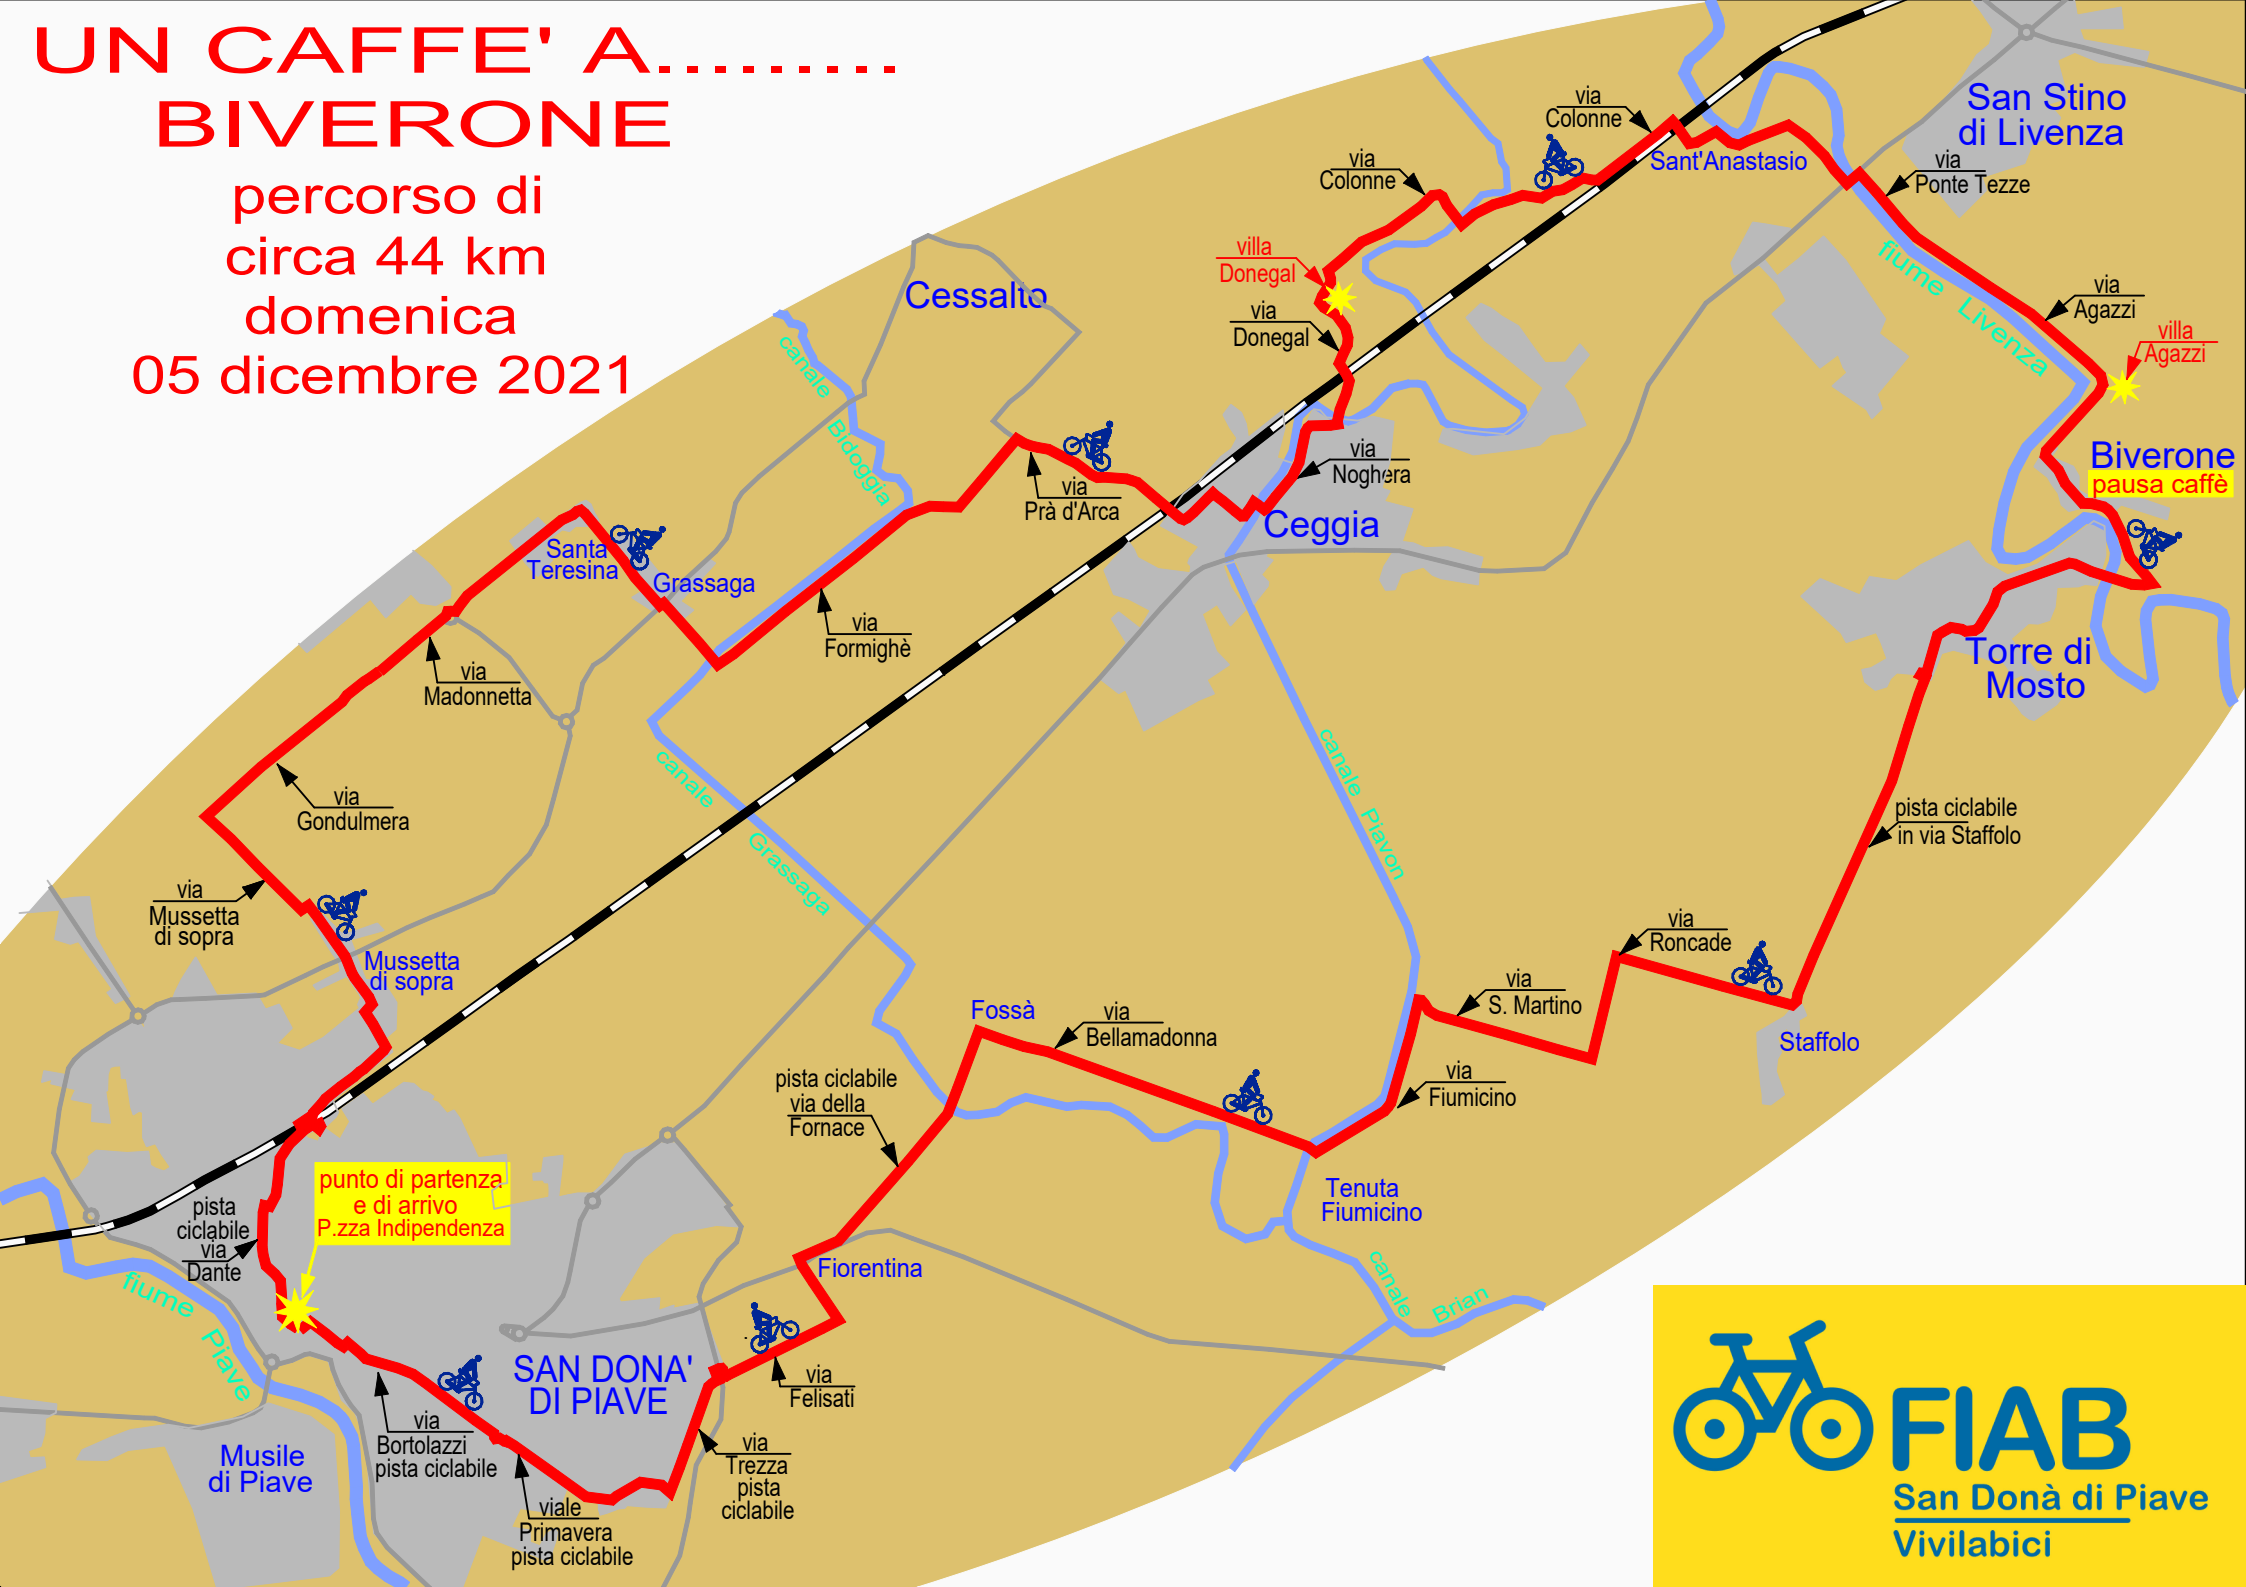 UN CAFFE' A.........
BIVERONE
percorso di
circa 44 km
domenica
05 dicembre 2021
San Stino
di Livenza
via
Colonne
Sant'Anastasio
via
Colonne
via
Ponte Tezze
villa
Donegal
via
Donegal
fiume Livenza
via
Agazzi
villa
Agazzi
Cessalto
canale Bidoggia
Biverone
pausa caffè
via
Noghera
via
Prà d'Arca
Ceggia
Santa
Teresina
Grassaga
via
Formighè
via
Madonnetta
Torre di
Mosto
canale Piavon
canale Grassaga
via
Gondulmera
pista ciclabile
in via Staffolo
via
Mussetta
di sopra
Mussetta
di sopra
via
Roncade
via
S. Martino
Fossà
via
Bellamadonna
Staffolo
pista ciclabile
via della
Fornace
via
Fiumicino
Tenuta
Fiumicino
punto di partenza
e di arrivo
P.zza Indipendenza
pista
ciclabile
via
Dante
Fiorentina
canale Brian
fiume Piave
SAN DONA'
DI PIAVE
via
Felisati
via
Bortolazzi
pista ciclabile
Musile
di Piave
via
Trezza
pista
ciclabile
viale
Primavera
pista ciclabile
FIAB
San Donà di Piave
Vivilabici